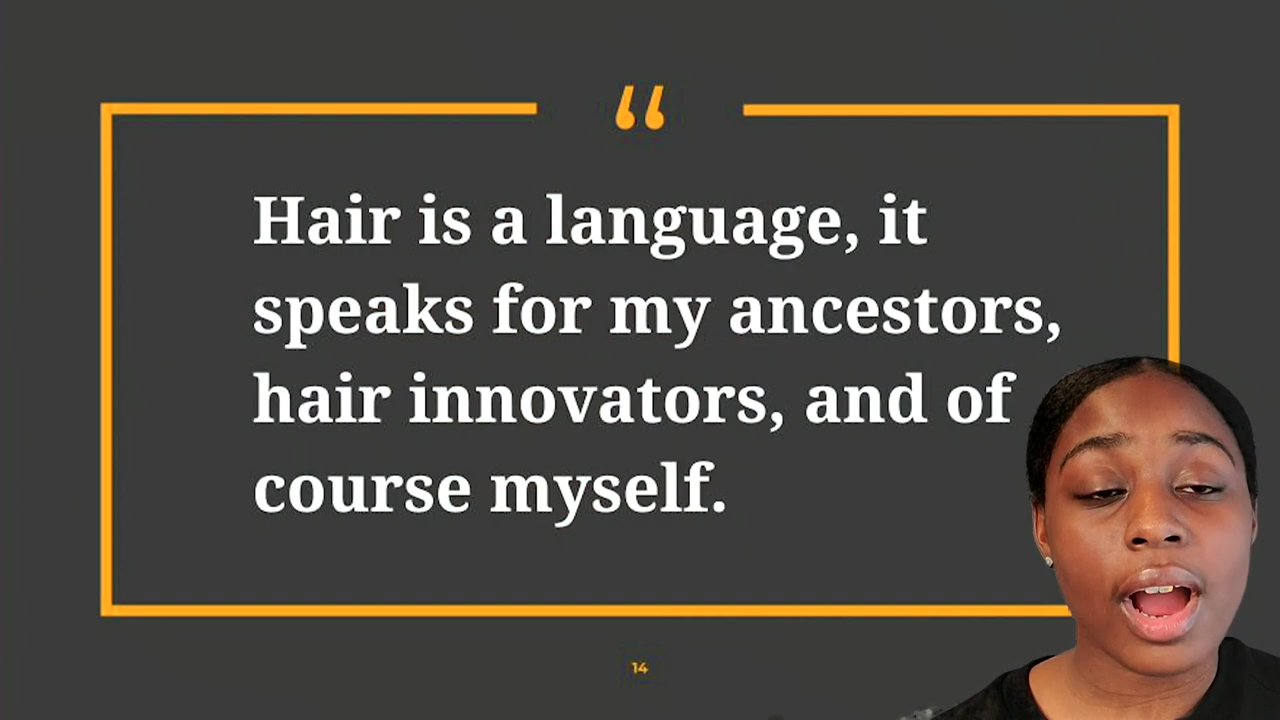 “
Hair is a language, it
speaks for my ancestors,
hair innovators, and of
course myself.
14